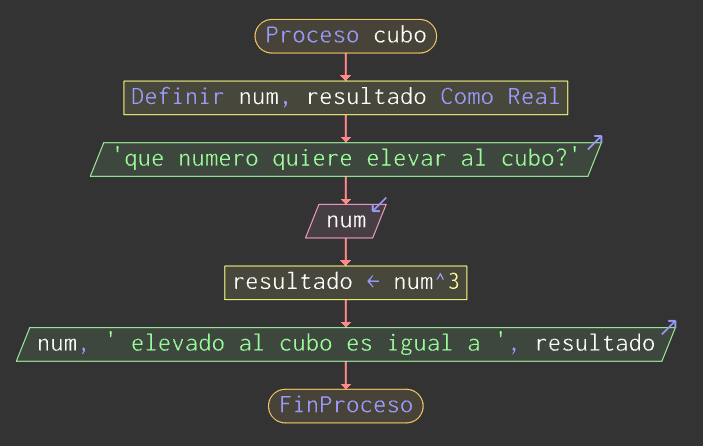 Proceso cubo
Definir num, resultado Como Real
'que numero quiere elevar al cubo?'
num
resultado ← num^3
num, ' elevado al cubo es igual a ', resultado
FinProceso